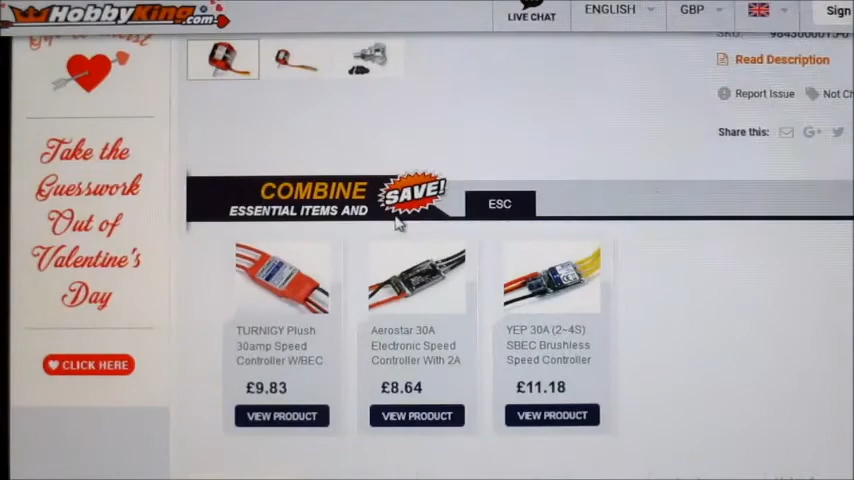 HobbyKing
.com
LIVE CHAT
ENGLISH
GBP
Sign
Read Description
Report Issue
Not Ch
Share this:
G+
Take the
Guesswork
Out of
Valentine's
Day
CLICK HERE
COMBINE
ESSENTIAL ITEMS AND
SAVE!
ESC
TURNIGY Plush
30amp Speed
Controller W/BEC
£9.83
VIEW PRODUCT
Aerostar 30A
Electronic Speed
Controller With 2A
£8.64
VIEW PRODUCT
YEP 30A (2~4S)
SBEC Brushless
Speed Controller
£11.18
VIEW PRODUCT